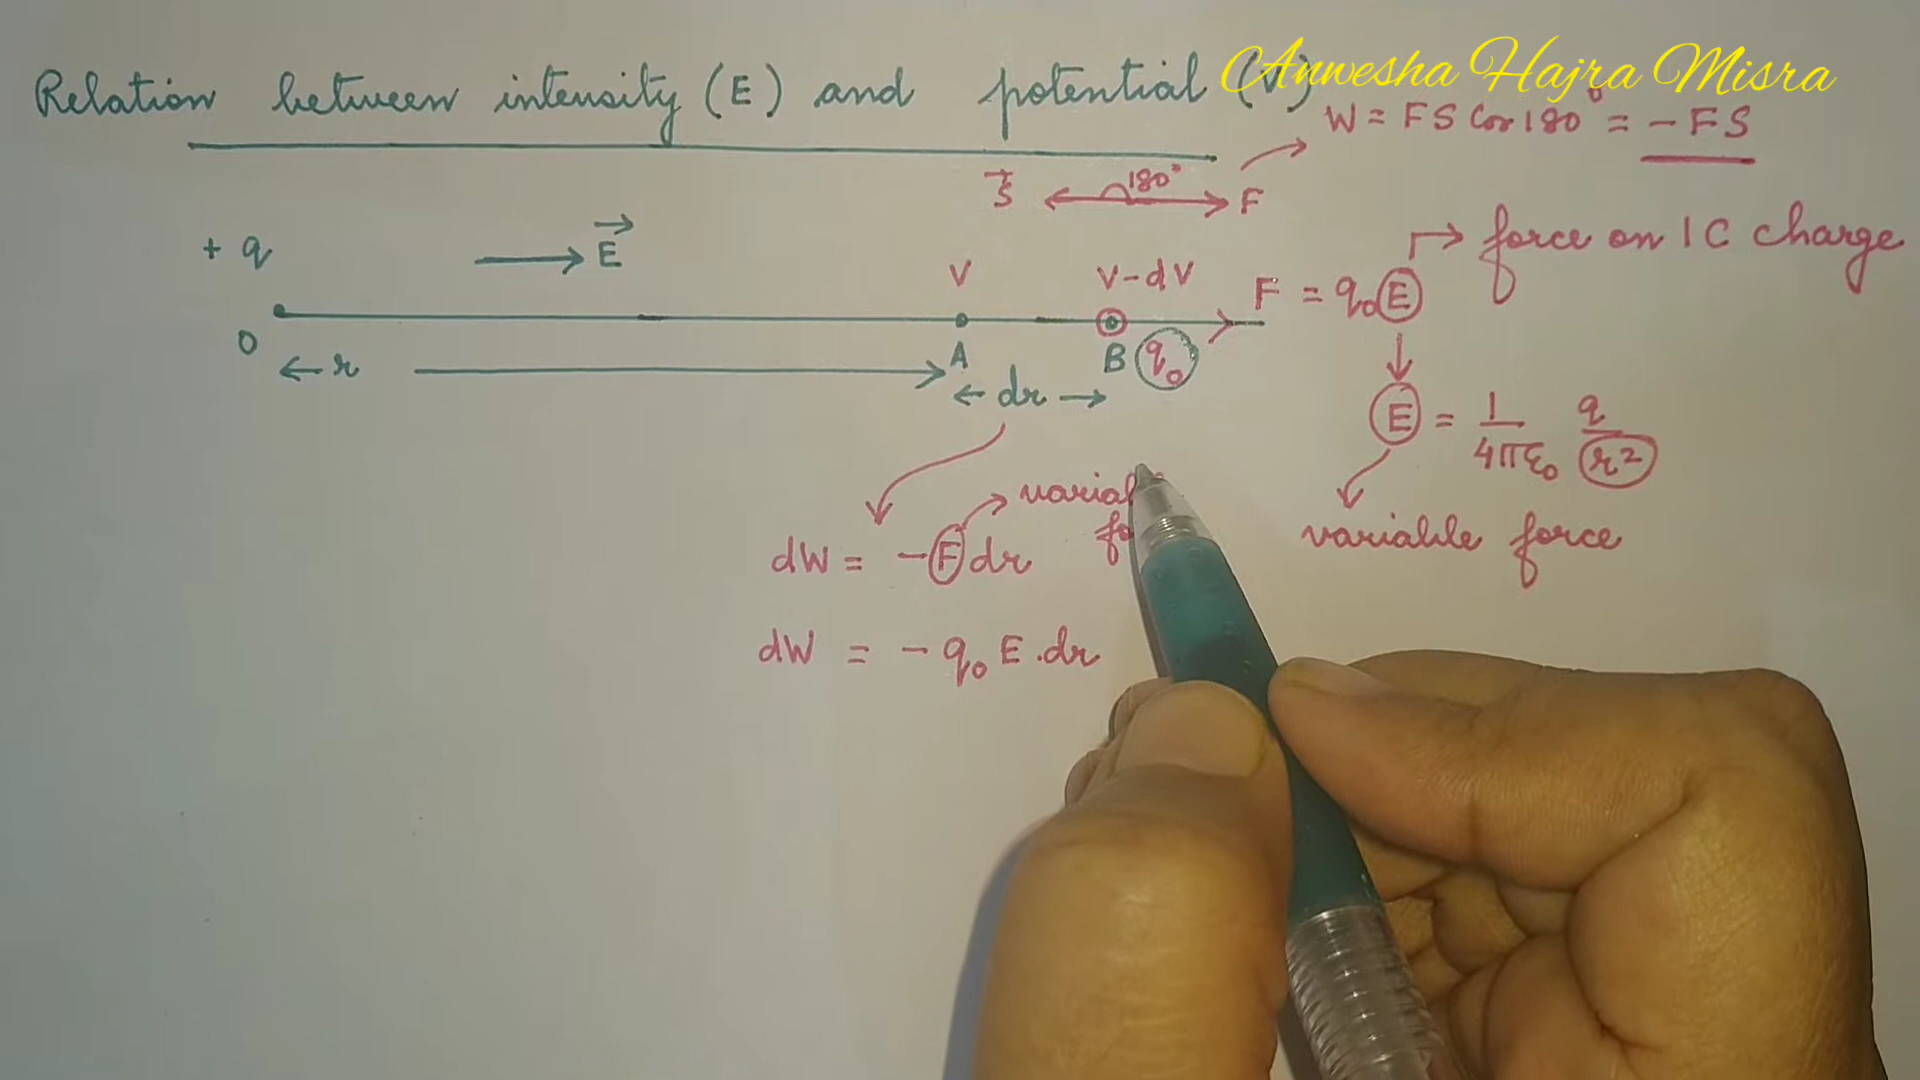 Relation between intensity (E) and potential (V)
Anwesha Hajra Misra
W = FS Cos 180° = - FS
S 180° F
+ q
E
V
V-dV
F = q₀ E
force on 1C charge
O
A
B
q₀
r
dr
E = 1/4πε₀ q/r²
variable force
dW = - F dr
dW = - q₀ E . dr